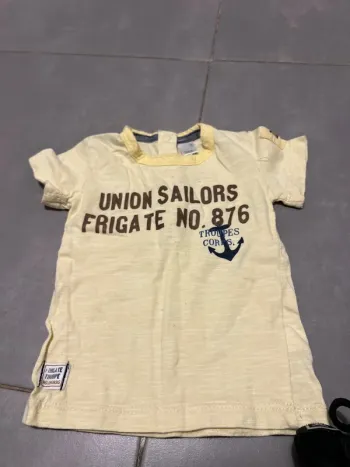 UNION SAILORS
FRIGATE NO. 876
TROUPES
CORPS.